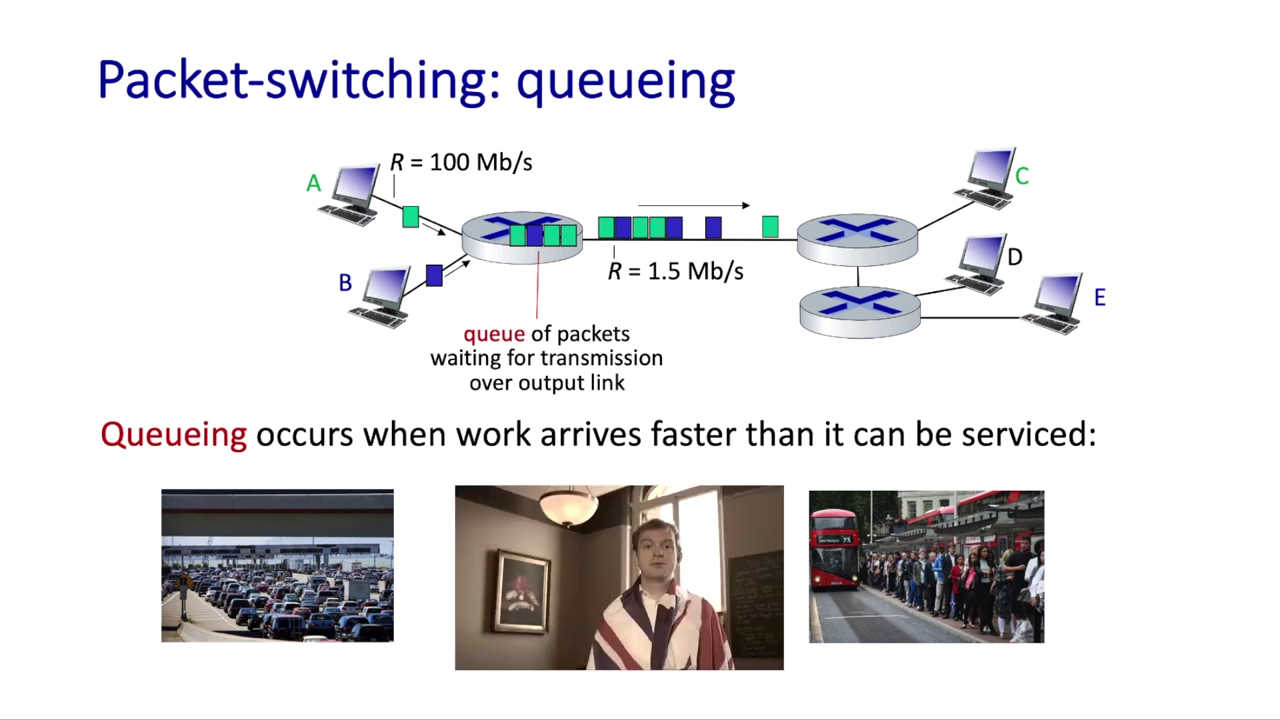 Packet-switching: queueing
R = 100 Mb/s
A
C
B
R = 1.5 Mb/s
D
E
queue of packets
waiting for transmission
over output link
Queueing occurs when work arrives faster than it can be serviced:
73